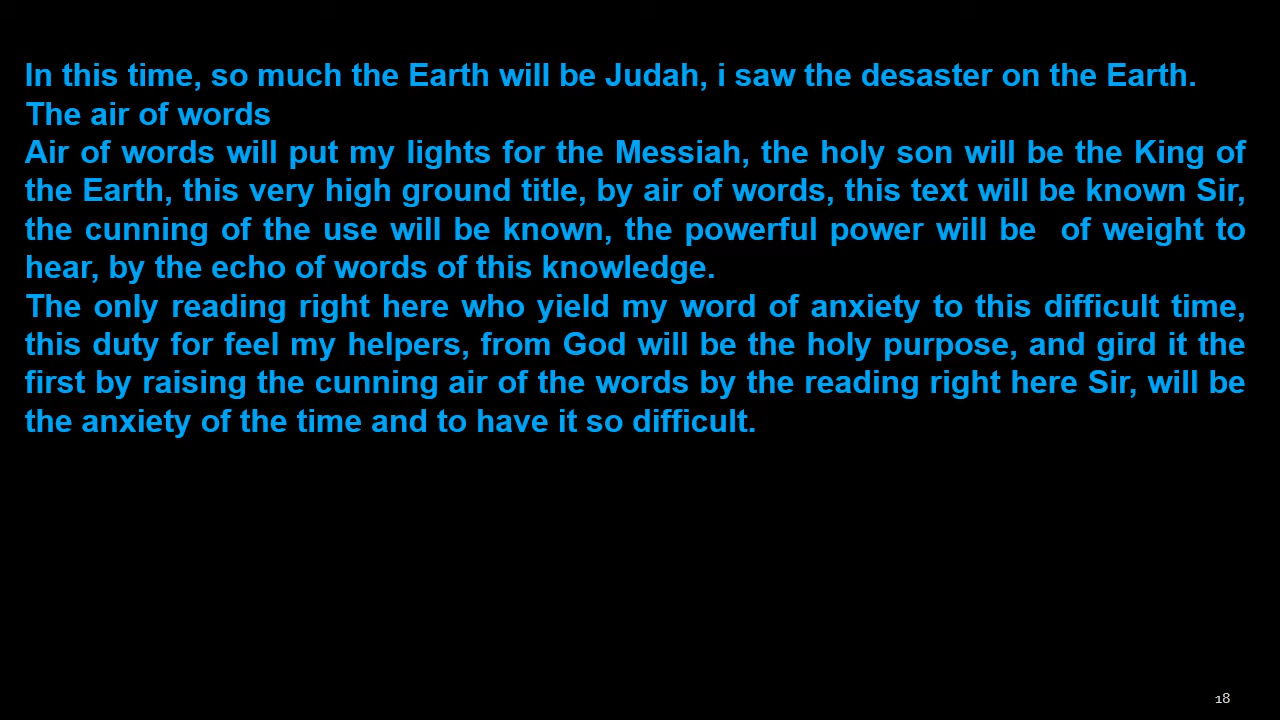 In this time, so much the Earth will be Judah, i saw the desaster on the Earth.
The air of words
Air of words will put my lights for the Messiah, the holy son will be the King of
the Earth, this very high ground title, by air of words, this text will be known Sir,
the cunning of the use will be known, the powerful power will be  of weight to
hear, by the echo of words of this knowledge.
The only reading right here who yield my word of anxiety to this difficult time,
this duty for feel my helpers, from God will be the holy purpose, and gird it the
first by raising the cunning air of the words by the reading right here Sir, will be
the anxiety of the time and to have it so difficult.
18